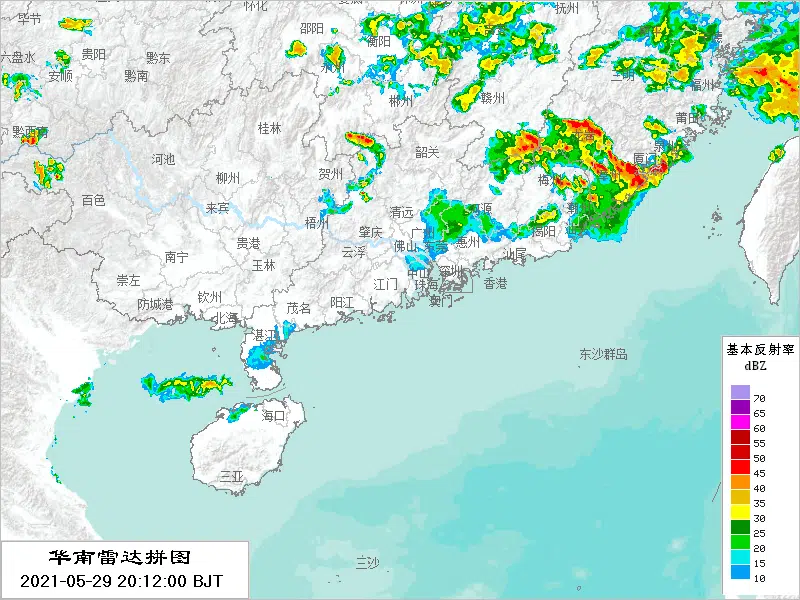 怀化
抚州
毕节
邵阳
衡阳
六盘水
贵阳
黔东
安顺
黔南
三明
福州
郴州
赣州
莆田
黔西南
桂林
韶关
泉州
厦门
河池
贺州
柳州
梅州
百色
来宾
清远
河源
梧州
肇庆
广州
揭阳
贵港
佛山
东莞
惠州
云浮
汕尾
南宁
玉林
中山
深圳
崇左
江门
珠海
香港
钦州
澳门
防城港
茂名
阳江
北海
湛江
东沙群岛
海口
三亚
三沙
基本反射率
dBZ
70
65
60
55
50
45
40
35
30
25
20
15
10
华南雷达拼图
2021-05-29 20:12:00 BJT